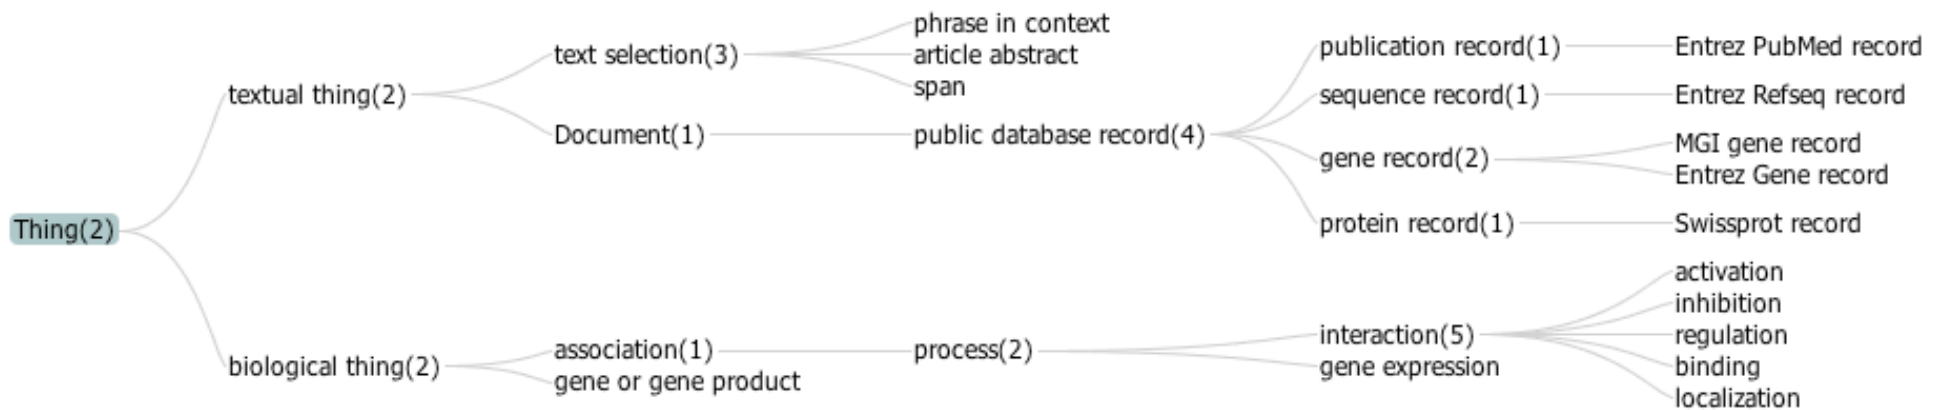 Thing(2)
textual thing(2)
text selection(3)
phrase in context
article abstract
span
Document(1)
public database record(4)
publication record(1)
Entrez PubMed record
sequence record(1)
Entrez Refseq record
gene record(2)
MGI gene record
Entrez Gene record
protein record(1)
Swissprot record
biological thing(2)
association(1)
process(2)
interaction(5)
activation
inhibition
regulation
binding
localization
gene expression
gene or gene product